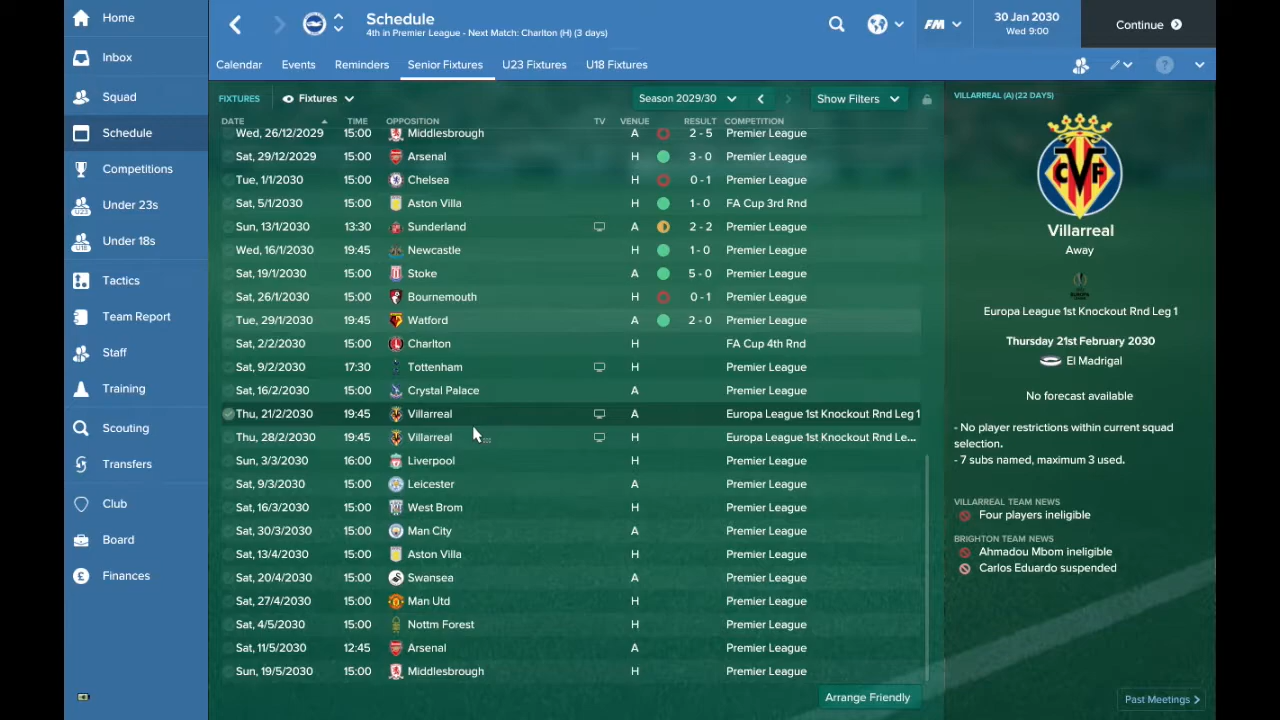 Home
Inbox
Squad
Schedule
Competitions
U23
Under 23s
U18
Under 18s
Tactics
Team Report
Staff
Training
Scouting
Transfers
Club
Board
£ Finances
Schedule
4th in Premier League - Next Match: Charlton (H) (3 days)
FM
30 Jan 2030
Wed 9:00
Continue
Calendar Events Reminders Senior Fixtures U23 Fixtures U18 Fixtures
?
FIXTURES Fixtures Season 2029/30 Show Filters
DATE TIME OPPOSITION TV VENUE RESULT COMPETITION
Wed, 26/12/2029 15:00 Middlesbrough A 2 - 5 Premier League
Sat, 29/12/2029 15:00 Arsenal H 3 - 0 Premier League
Tue, 1/1/2030 15:00 Chelsea H 0 - 1 Premier League
Sat, 5/1/2030 15:00 Aston Villa H 1 - 0 FA Cup 3rd Rnd
Sun, 13/1/2030 13:30 Sunderland A 2 - 2 Premier League
Wed, 16/1/2030 19:45 Newcastle H 1 - 0 Premier League
Sat, 19/1/2030 15:00 Stoke A 5 - 0 Premier League
Sat, 26/1/2030 15:00 Bournemouth H 0 - 1 Premier League
Tue, 29/1/2030 19:45 Watford A 2 - 0 Premier League
Sat, 2/2/2030 15:00 Charlton H FA Cup 4th Rnd
Sat, 9/2/2030 17:30 Tottenham H Premier League
Sat, 16/2/2030 15:00 Crystal Palace A Premier League
Thu, 21/2/2030 19:45 Villarreal A Europa League 1st Knockout Rnd Leg 1
Thu, 28/2/2030 19:45 Villarreal H Europa League 1st Knockout Rnd Le...
Sun, 3/3/2030 16:00 Liverpool H Premier League
Sat, 9/3/2030 15:00 Leicester A Premier League
Sat, 16/3/2030 15:00 West Brom H Premier League
Sat, 30/3/2030 15:00 Man City A Premier League
Sat, 13/4/2030 15:00 Aston Villa H Premier League
Sat, 20/4/2030 15:00 Swansea A Premier League
Sat, 27/4/2030 15:00 Man Utd H Premier League
Sat, 4/5/2030 15:00 Nottm Forest H Premier League
Sat, 11/5/2030 12:45 Arsenal A Premier League
Sun, 19/5/2030 15:00 Middlesbrough H Premier League
Arrange Friendly
VILLARREAL (A) (22 DAYS)
CVF
Villarreal
Away
Europa League 1st Knockout Rnd Leg 1
Thursday 21st February 2030
El Madrigal
No forecast available
- No player restrictions within current squad
selection.
- 7 subs named, maximum 3 used.
VILLARREAL TEAM NEWS
Four players ineligible
BRIGHTON TEAM NEWS
Ahmadou Mbom ineligible
Carlos Eduardo suspended
Past Meetings